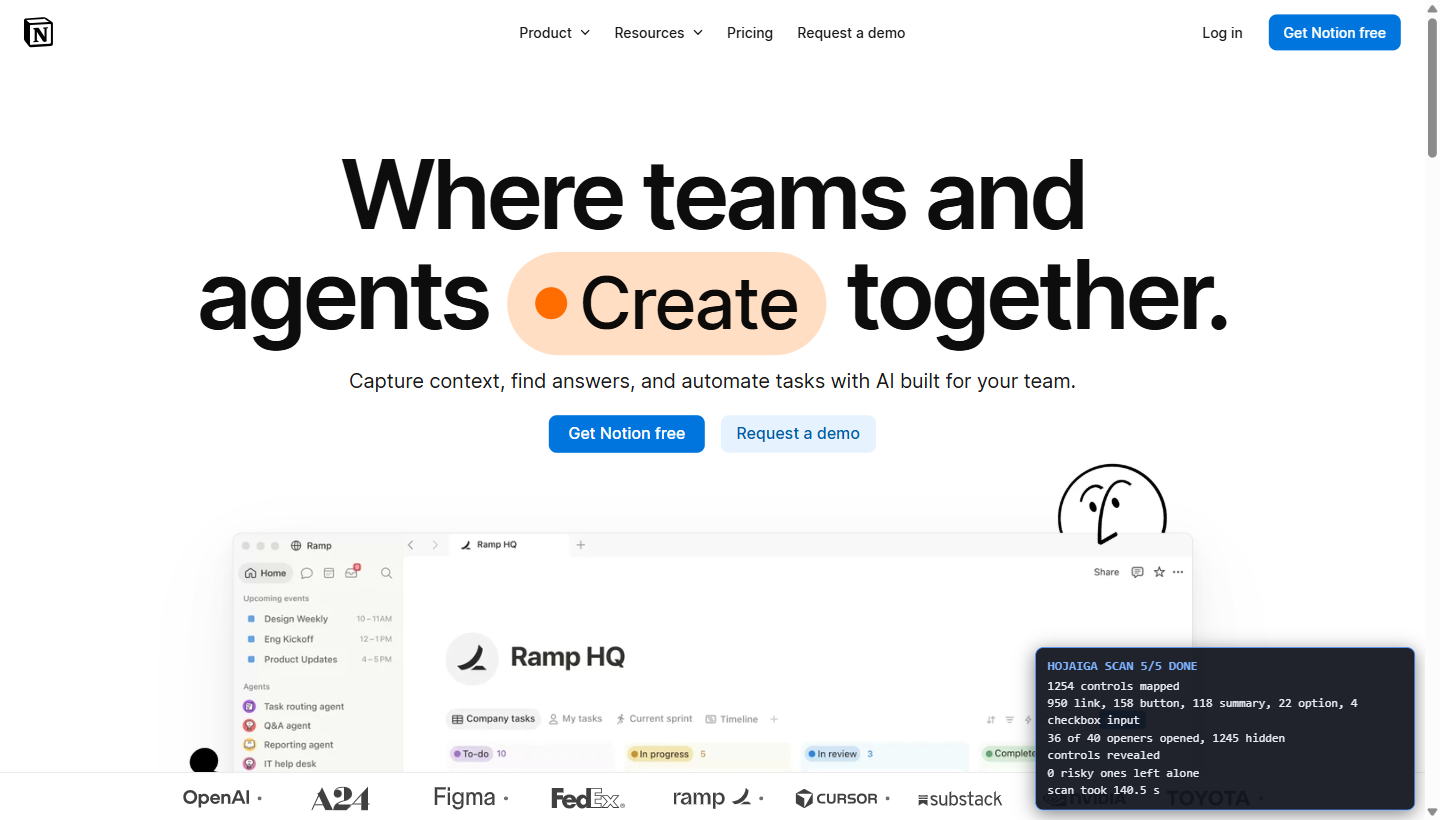 N
Product
Resources
Pricing
Request a demo
Log in
Get Notion free
Where teams and
agents Create together.
Capture context, find answers, and automate tasks with AI built for your team.
Get Notion free
Request a demo
Ramp
Ramp HQ
Home
Share
Upcoming events
Design Weekly 10–11AM
Eng Kickoff 12–1PM
Product Updates 4–5PM
Agents
Task routing agent
Q&A agent
Reporting agent
IT help desk
Ramp HQ
Company tasks
My tasks
Current sprint
Timeline
To-do 10
In progress 5
In review 3
Complete
HOJAIGA SCAN 5/5 DONE
1254 controls mapped
950 link, 158 button, 118 summary, 22 option, 4
checkbox input
36 of 40 openers opened, 1245 hidden
controls revealed
0 risky ones left alone
scan took 140.5 s
OpenAI
A24
Figma
FedEx
ramp
CURSOR
substack
NVIDIA
TOYOTA